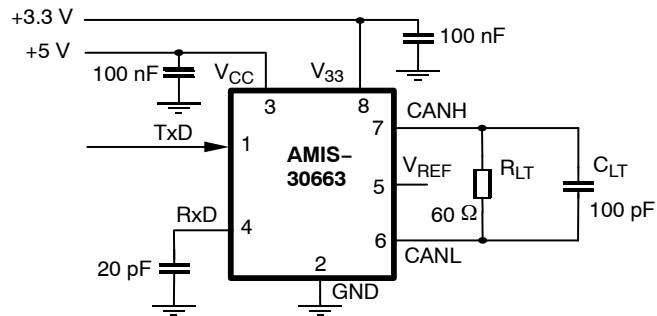 +3.3 V
100 nF
+5 V
100 nF
VCC
V33
3
8
7
CANH
TxD
1
AMIS-
30663
VREF
5
RLT
CLT
60 Ω
100 pF
RxD
4
6
CANL
20 pF
2
GND